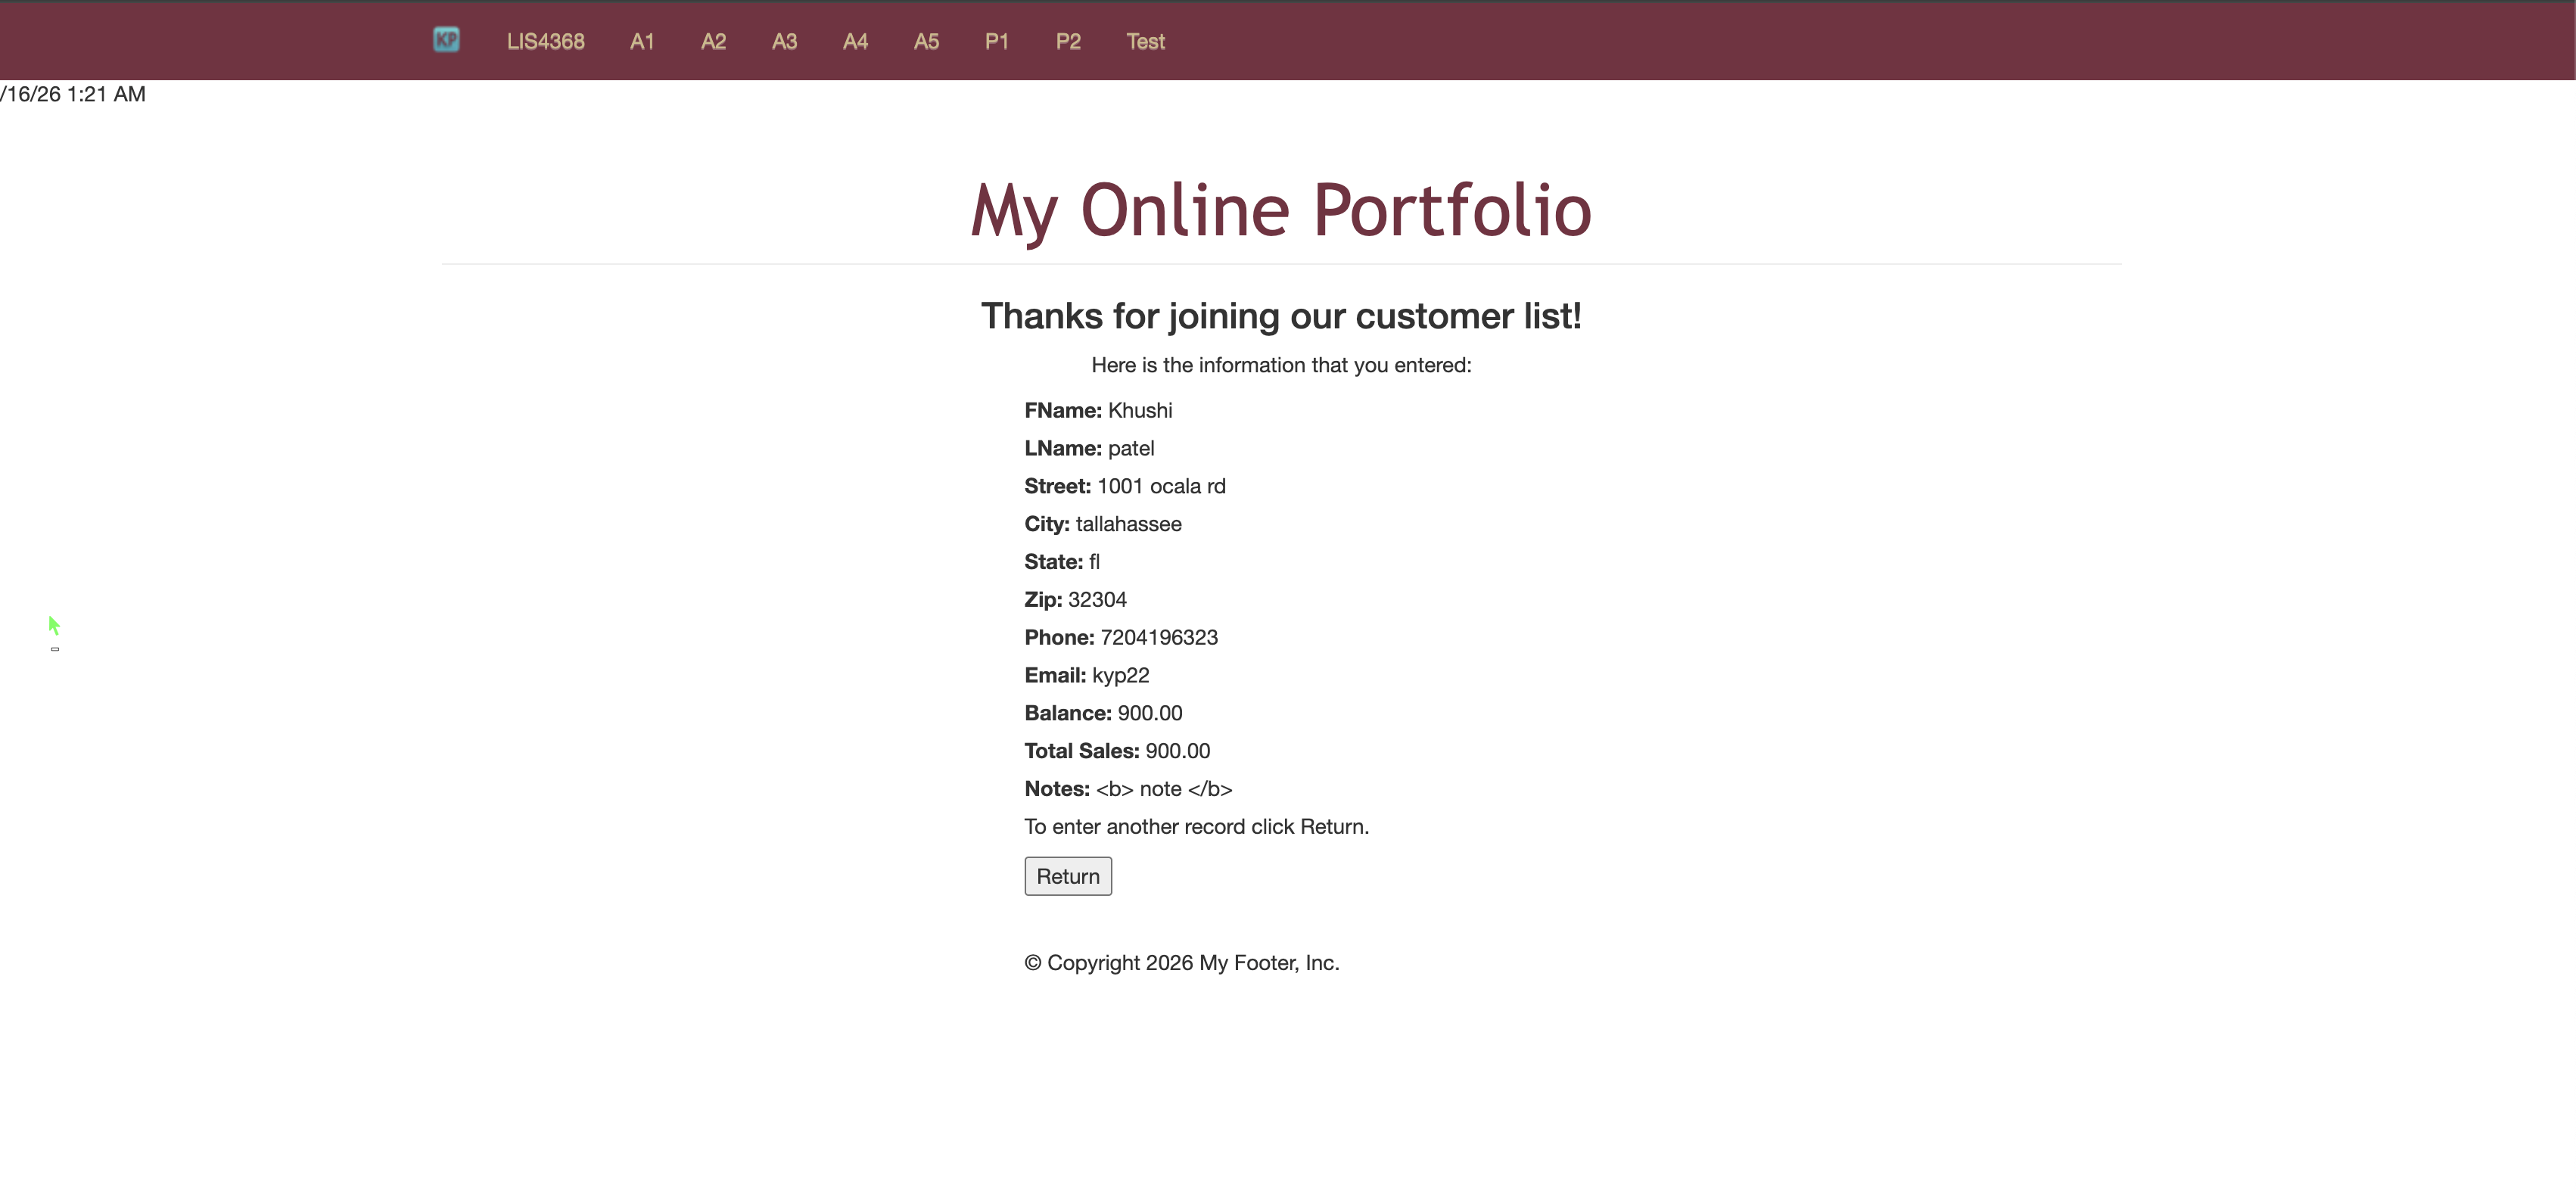 KP LIS4368 A1 A2 A3 A4 A5 P1 P2 Test
/16/26 1:21 AM
My Online Portfolio
Thanks for joining our customer list!
Here is the information that you entered:
FName: Khushi
LName: patel
Street: 1001 ocala rd
City: tallahassee
State: fl
Zip: 32304
Phone: 7204196323
Email: kyp22
Balance: 900.00
Total Sales: 900.00
Notes: <b> note </b>
To enter another record click Return.
Return
© Copyright 2026 My Footer, Inc.